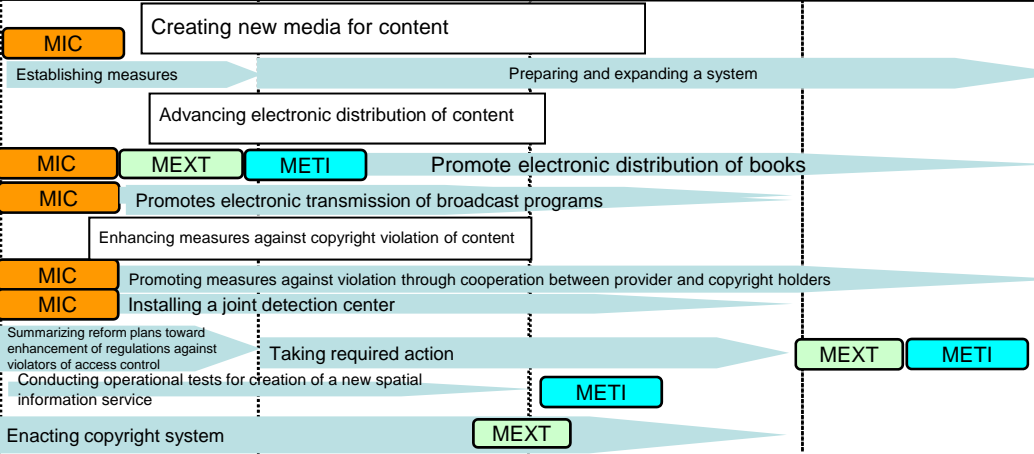 Creating new media for content
MIC
Establishing measures
Preparing and expanding a system
Advancing electronic distribution of content
MIC
MEXT
METI
Promote electronic distribution of books
MIC
Promotes electronic transmission of broadcast programs
Enhancing measures against copyright violation of content
MIC
Promoting measures against violation through cooperation between provider and copyright holders
MIC
Installing a joint detection center
Summarizing reform plans toward
enhancement of regulations against
violators of access control
Taking required action
MEXT
METI
Conducting operational tests for creation of a new spatial
information service
METI
Enacting copyright system
MEXT